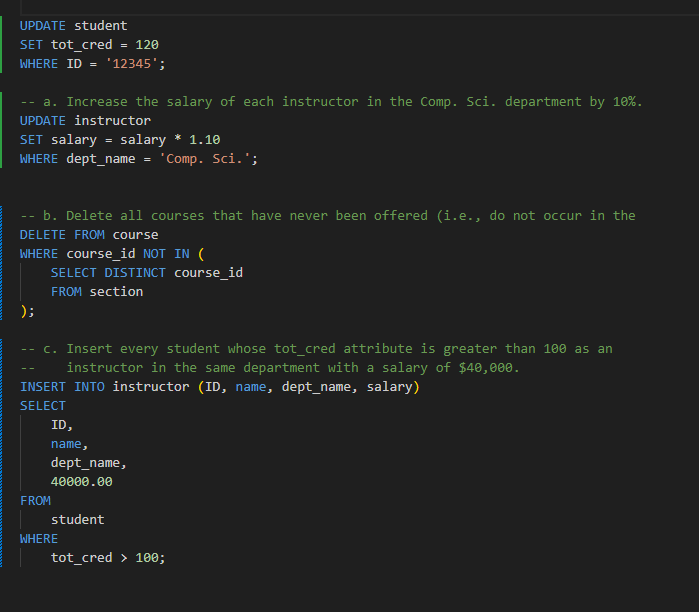 UPDATE student
SET tot_cred = 120
WHERE ID = '12345';
-- a. Increase the salary of each instructor in the Comp. Sci. department by 10%.
UPDATE instructor
SET salary = salary * 1.10
WHERE dept_name = 'Comp. Sci.';
-- b. Delete all courses that have never been offered (i.e., do not occur in the
DELETE FROM course
WHERE course_id NOT IN (
    SELECT DISTINCT course_id
    FROM section
);
-- c. Insert every student whose tot_cred attribute is greater than 100 as an
--    instructor in the same department with a salary of $40,000.
INSERT INTO instructor (ID, name, dept_name, salary)
SELECT
    ID,
    name,
    dept_name,
    40000.00
FROM
    student
WHERE
    tot_cred > 100;